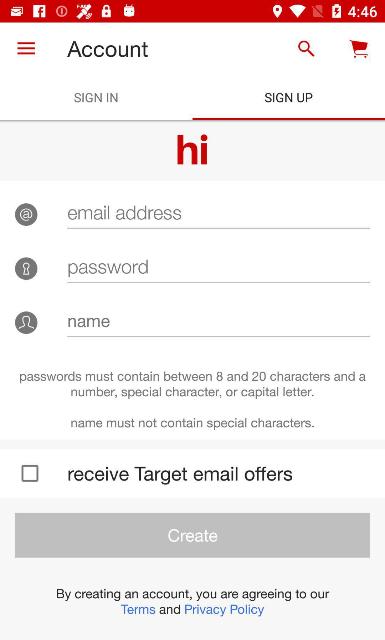 4:46
Account
SIGN IN
SIGN UP
hi
email address
password
name
passwords must contain between 8 and 20 characters and a
number, special character, or capital letter.
name must not contain special characters.
receive Target email offers
Create
By creating an account, you are agreeing to our
Terms and Privacy Policy